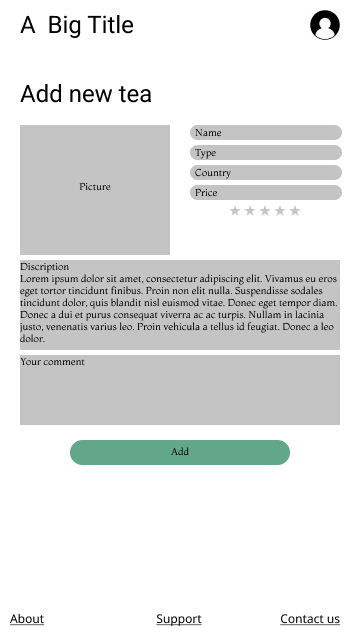 A Big Title
Add new tea
Picture
Name
Type
Country
Price
Discription
Lorem ipsum dolor sit amet, consectetur adipiscing elit. Vivamus eu eros
eget tortor tincidunt finibus. Proin non elit nulla. Suspendisse sodales
tincidunt dolor, quis blandit nisl euismod vitae. Donec eget tempor diam.
Donec a dui et purus consequat viverra ac ac turpis. Nullam in lacinia
justo, venenatis varius leo. Proin vehicula a tellus id feugiat. Donec a leo
dolor.
Your comment
Add
About Support Contact us